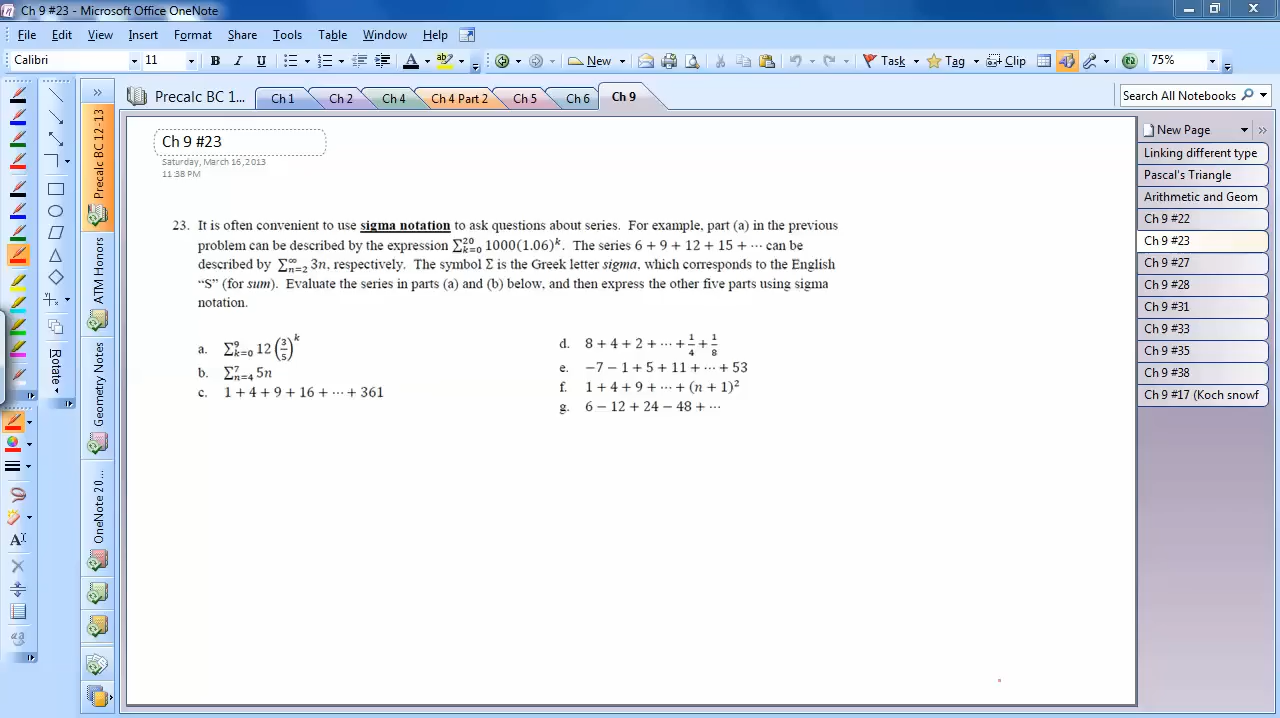 Ch 9 #23 - Microsoft Office OneNote
File Edit View Insert Format Share Tools Table Window Help
Calibri 11 B I U A ab New Task Tag Clip 75%
Precalc BC 1... Ch 1 Ch 2 Ch 4 Ch 4 Part 2 Ch 5 Ch 6 Ch 9 Search All Notebooks
Precalc BC 12-13
ATM Honors
Geometry Notes
OneNote 20...
Rotate
Ch 9 #23
Saturday, March 16, 2013
11:38 PM
23. It is often convenient to use sigma notation to ask questions about series. For example, part (a) in the previous
problem can be described by the expression ∑_{k=0}^{20} 1000(1.06)^k. The series 6 + 9 + 12 + 15 + ⋯ can be
described by ∑_{n=2}^{∞} 3n, respectively. The symbol Σ is the Greek letter sigma, which corresponds to the English
“S” (for sum). Evaluate the series in parts (a) and (b) below, and then express the other five parts using sigma
notation.
a. ∑_{k=0}^{9} 12 (3/5)^k
b. ∑_{n=4}^{7} 5n
c. 1 + 4 + 9 + 16 + ⋯ + 361
d. 8 + 4 + 2 + ⋯ + 1/4 + 1/8
e. −7 − 1 + 5 + 11 + ⋯ + 53
f. 1 + 4 + 9 + ⋯ + (n + 1)²
g. 6 − 12 + 24 − 48 + ⋯
New Page
Linking different type
Pascal's Triangle
Arithmetic and Geom
Ch 9 #22
Ch 9 #23
Ch 9 #27
Ch 9 #28
Ch 9 #31
Ch 9 #33
Ch 9 #35
Ch 9 #38
Ch 9 #17 (Koch snowf